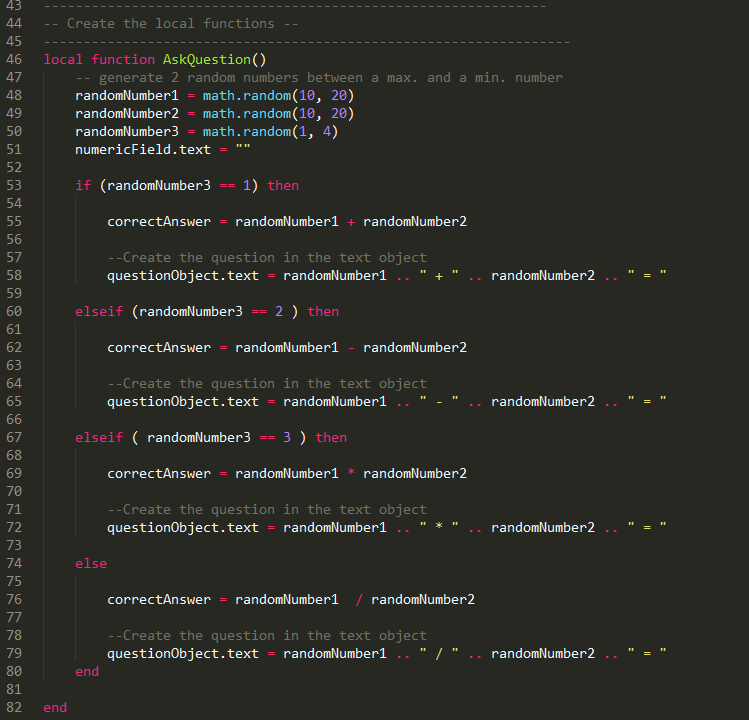 43 ---------------------------------------------------------------
44 -- Create the local functions --
45 ------------------------------------------------------------------
46 local function AskQuestion()
47     -- generate 2 random numbers between a max. and a min. number
48     randomNumber1 = math.random(10, 20)
49     randomNumber2 = math.random(10, 20)
50     randomNumber3 = math.random(1, 4)
51     numericField.text = ""
52
53     if (randomNumber3 == 1) then
54
55         correctAnswer = randomNumber1 + randomNumber2
56
57         --Create the question in the text object
58         questionObject.text = randomNumber1 .. " + " .. randomNumber2 .. " = "
59
60     elseif (randomNumber3 == 2 ) then
61
62         correctAnswer = randomNumber1 - randomNumber2
63
64         --Create the question in the text object
65         questionObject.text = randomNumber1 .. " - " .. randomNumber2 .. " = "
66
67     elseif ( randomNumber3 == 3 ) then
68
69         correctAnswer = randomNumber1 * randomNumber2
70
71         --Create the question in the text object
72         questionObject.text = randomNumber1 .. " * " .. randomNumber2 .. " = "
73
74     else
75
76         correctAnswer = randomNumber1  / randomNumber2
77
78         --Create the question in the text object
79         questionObject.text = randomNumber1 .. " / " .. randomNumber2 .. " = "
80     end
81
82 end